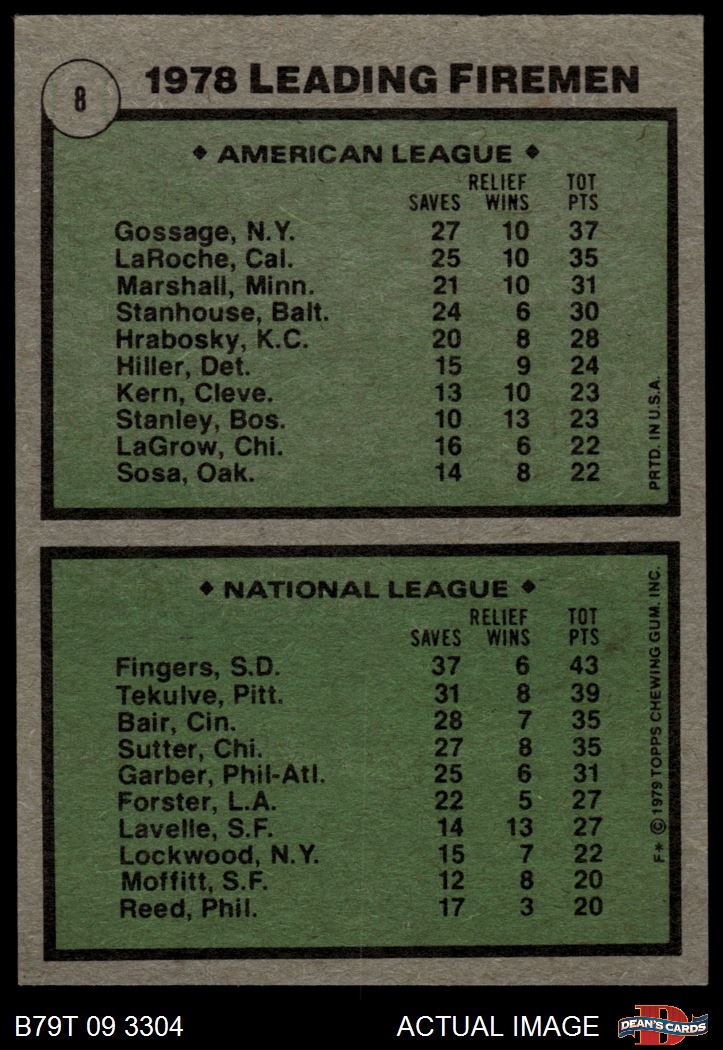 8
1978 LEADING FIREMEN
◆ AMERICAN LEAGUE ◆
SAVES RELIEF WINS TOT PTS
Gossage, N.Y. 27 10 37
LaRoche, Cal. 25 10 35
Marshall, Minn. 21 10 31
Stanhouse, Balt. 24 6 30
Hrabosky, K.C. 20 8 28
Hiller, Det. 15 9 24
Kern, Cleve. 13 10 23
Stanley, Bos. 10 13 23
LaGrow, Chi. 16 6 22
Sosa, Oak. 14 8 22
PRTD. IN U.S.A.
◆ NATIONAL LEAGUE ◆
SAVES RELIEF WINS TOT PTS
Fingers, S.D. 37 6 43
Tekulve, Pitt. 31 8 39
Bair, Cin. 28 7 35
Sutter, Chi. 27 8 35
Garber, Phil-Atl. 25 6 31
Forster, L.A. 22 5 27
Lavelle, S.F. 14 13 27
Lockwood, N.Y. 15 7 22
Moffitt, S.F. 12 8 20
Reed, Phil. 17 3 20
F* © 1979 TOPPS CHEWING GUM. INC.
B79T 09 3304
ACTUAL IMAGE
D
DEAN'S CARDS